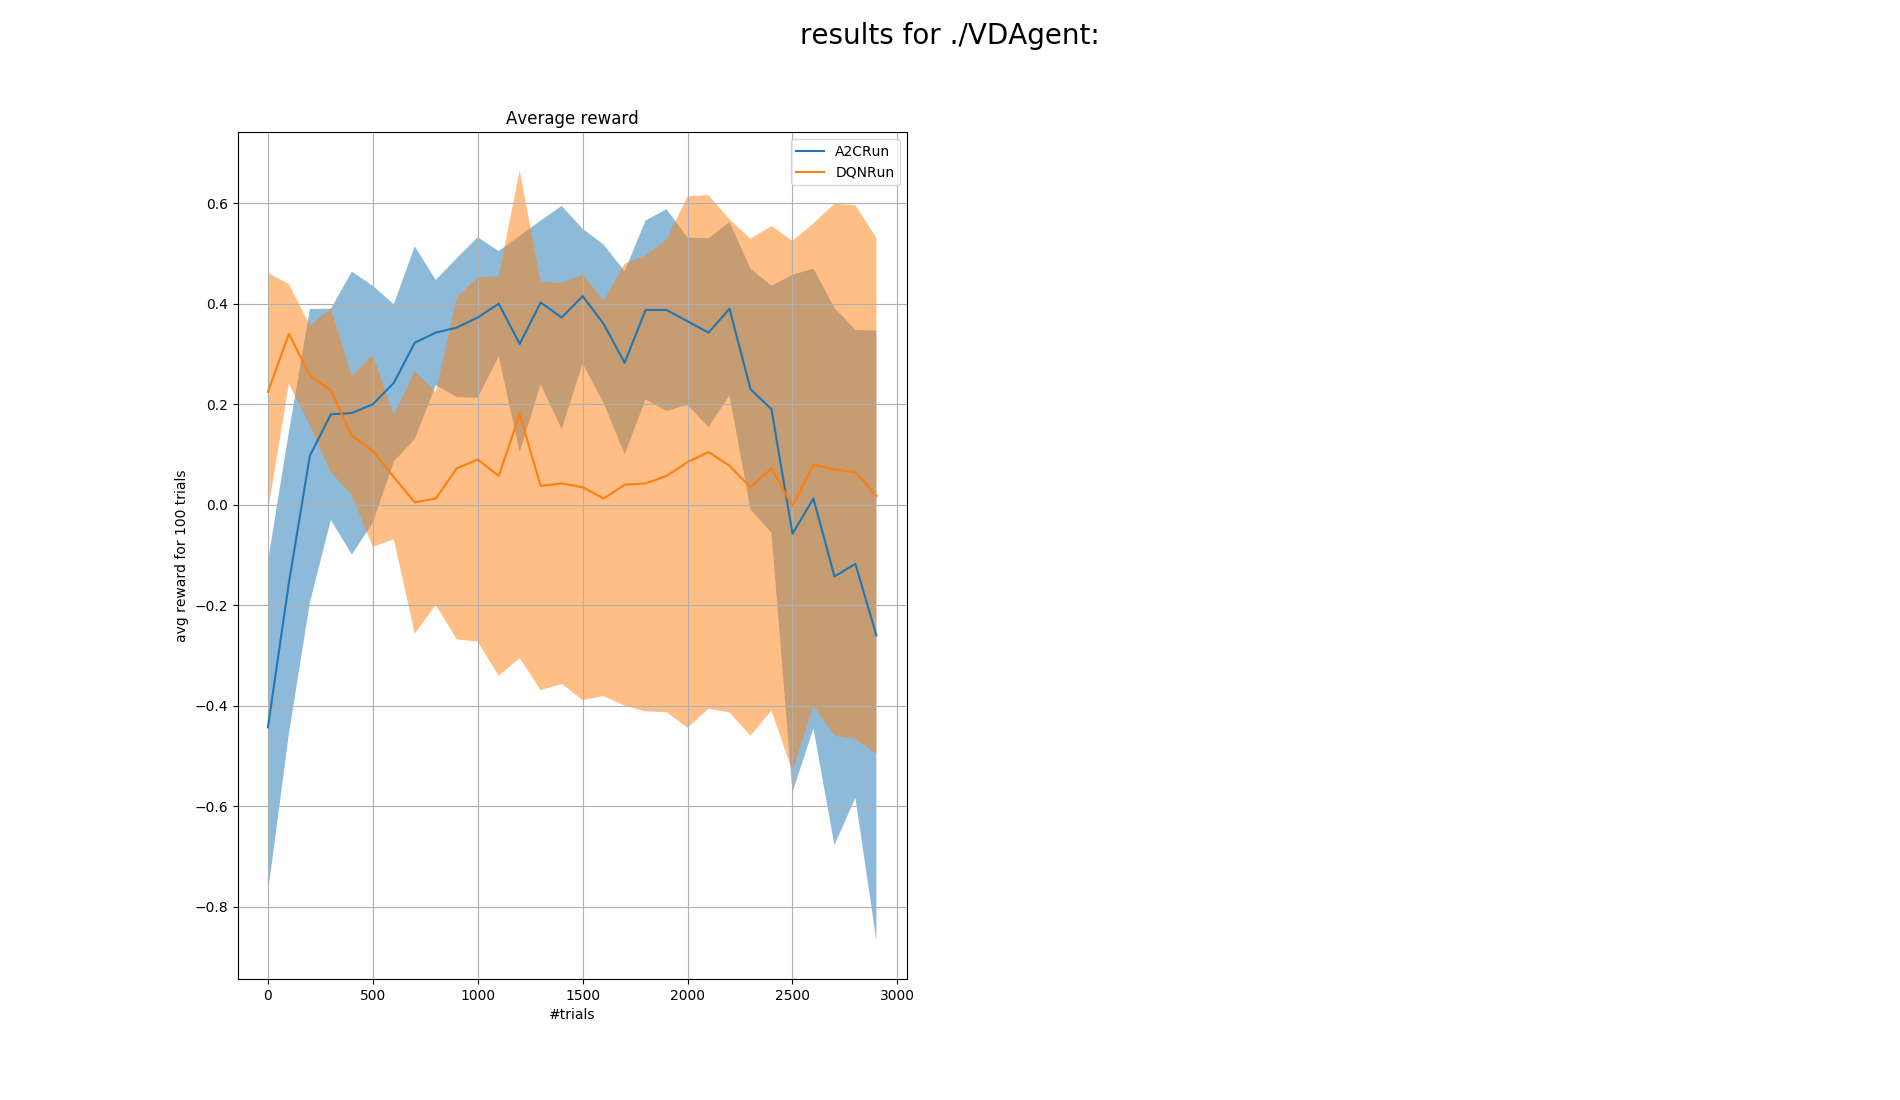 results for ./VDAgent:
Average reward
A2CRun
DQNRun
avg reward for 100 trials
0.6
0.4
0.2
0.0
−0.2
−0.4
−0.6
−0.8
0 500 1000 1500 2000 2500 3000
#trials